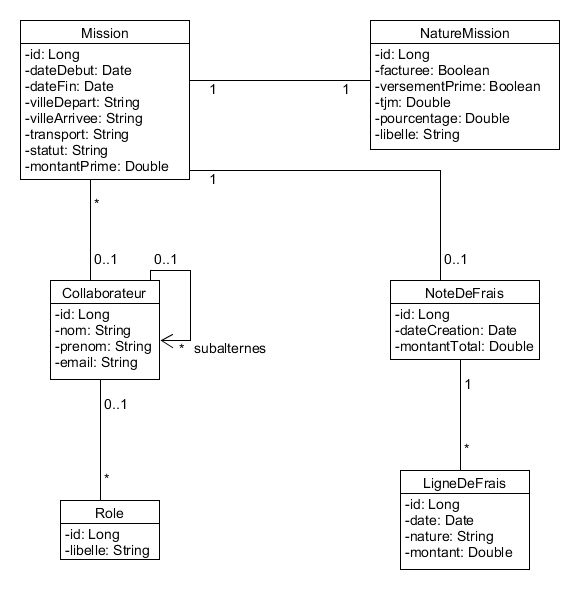 Mission
-id: Long
-dateDebut: Date
-dateFin: Date
-villeDepart: String
-villeArrivee: String
-transport: String
-statut: String
-montantPrime: Double
NatureMission
-id: Long
-facturee: Boolean
-versementPrime: Boolean
-tjm: Double
-pourcentage: Double
-libelle: String
1
1
1
*
0..1
0..1
0..1
Collaborateur
-id: Long
-nom: String
-prenom: String
-email: String
* subalternes
NoteDeFrais
-id: Long
-dateCreation: Date
-montantTotal: Double
0..1
*
1
*
Role
-id: Long
-libelle: String
LigneDeFrais
-id: Long
-date: Date
-nature: String
-montant: Double